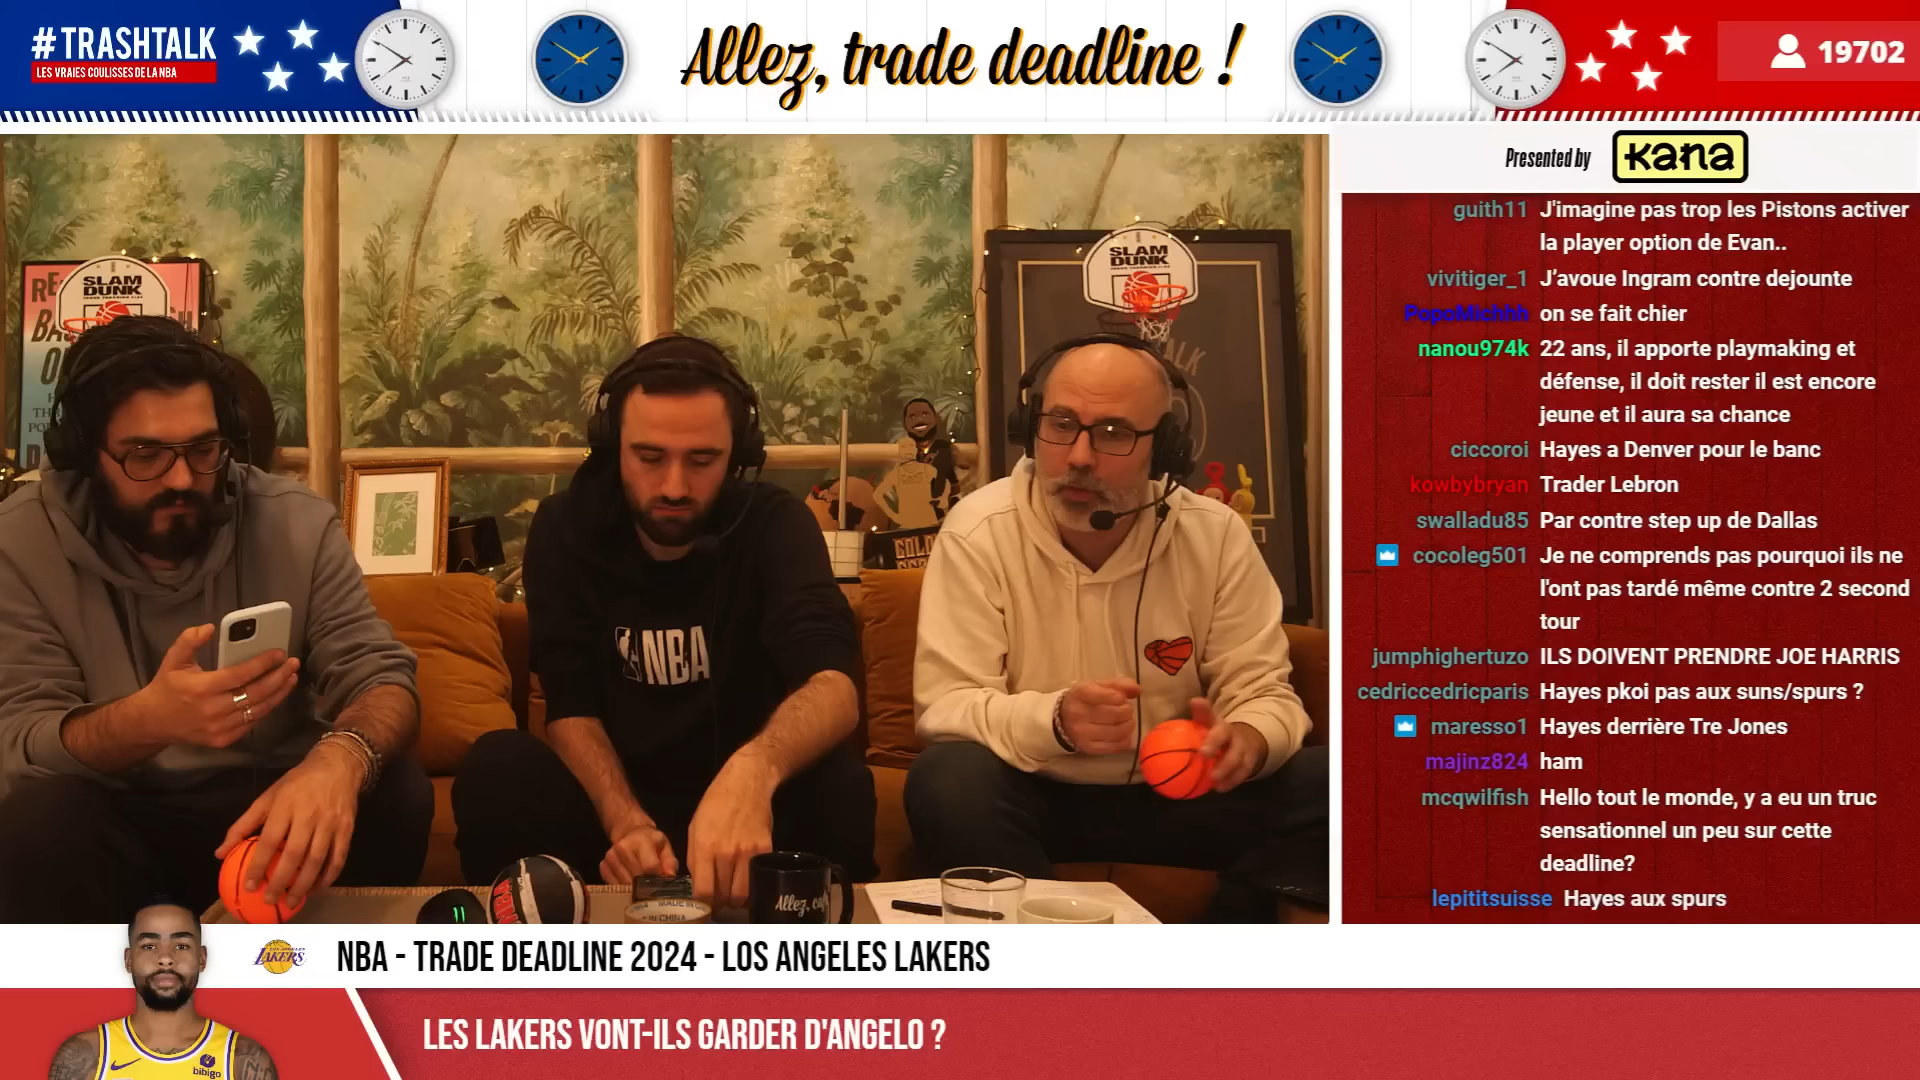 #TRASHTALK
LES VRAIES COULISSES DE LA NBA
Allez, trade deadline !
19702
Presented by
kana
guith11 J'imagine pas trop les Pistons activer
la player option de Evan..
vivitiger_1 J'avoue Ingram contre dejounte
PopoMichhh on se fait chier
nanou974k 22 ans, il apporte playmaking et
défense, il doit rester il est encore
jeune et il aura sa chance
ciccoroi Hayes a Denver pour le banc
kowbybryan Trader Lebron
swalladu85 Par contre step up de Dallas
cocoleg501 Je ne comprends pas pourquoi ils ne
l'ont pas tardé même contre 2 second
tour
jumphighertuzo ILS DOIVENT PRENDRE JOE HARRIS
cedriccedricparis Hayes pkoi pas aux suns/spurs ?
maresso1 Hayes derrière Tre Jones
majinz824 ham
mcqwilfish Hello tout le monde, y a eu un truc
sensationnel un peu sur cette
deadline?
lepititsuisse Hayes aux spurs
SLAM
DUNK
SLAM
DUNK
NBA
Allez,
MADE IN
IN CHINA
LAKERS
NBA - TRADE DEADLINE 2024 - LOS ANGELES LAKERS
bibigo
LES LAKERS VONT-ILS GARDER D'ANGELO ?